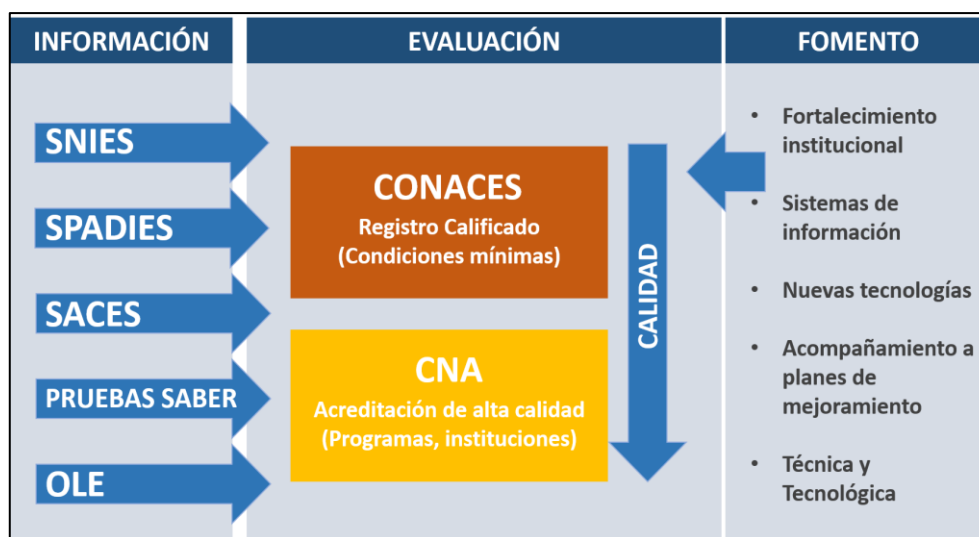 INFORMACIÓN
EVALUACIÓN
FOMENTO
SNIES
SPADIES
SACES
PRUEBAS SABER
OLE
CONACES
Registro Calificado
(Condiciones mínimas)
CNA
Acreditación de alta calidad
(Programas, instituciones)
CALIDAD
• Fortalecimiento
institucional
• Sistemas de
información
• Nuevas tecnologías
• Acompañamiento a
planes de
mejoramiento
• Técnica y
Tecnológica